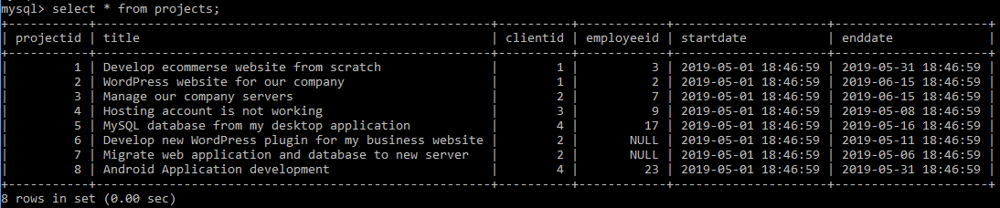 mysql> select * from projects;
+-----------+------------------------------------------------------+----------+------------+---------------------+---------------------+
| projectid | title                                                | clientid | employeeid | startdate           | enddate             |
+-----------+------------------------------------------------------+----------+------------+---------------------+---------------------+
|         1 | Develop ecommerse website from scratch               |        1 |          3 | 2019-05-01 18:46:59 | 2019-05-31 18:46:59 |
|         2 | WordPress website for our company                    |        1 |          2 | 2019-05-01 18:46:59 | 2019-06-15 18:46:59 |
|         3 | Manage our company servers                           |        2 |          7 | 2019-05-01 18:46:59 | 2019-06-15 18:46:59 |
|         4 | Hosting account is not working                       |        3 |          9 | 2019-05-01 18:46:59 | 2019-05-08 18:46:59 |
|         5 | MySQL database from my desktop application           |        4 |         17 | 2019-05-01 18:46:59 | 2019-05-16 18:46:59 |
|         6 | Develop new WordPress plugin for my business website |        2 |       NULL | 2019-05-01 18:46:59 | 2019-05-11 18:46:59 |
|         7 | Migrate web application and database to new server   |        2 |       NULL | 2019-05-01 18:46:59 | 2019-05-06 18:46:59 |
|         8 | Android Application development                      |        4 |         23 | 2019-05-01 18:46:59 | 2019-05-31 18:46:59 |
+-----------+------------------------------------------------------+----------+------------+---------------------+---------------------+
8 rows in set (0.00 sec)